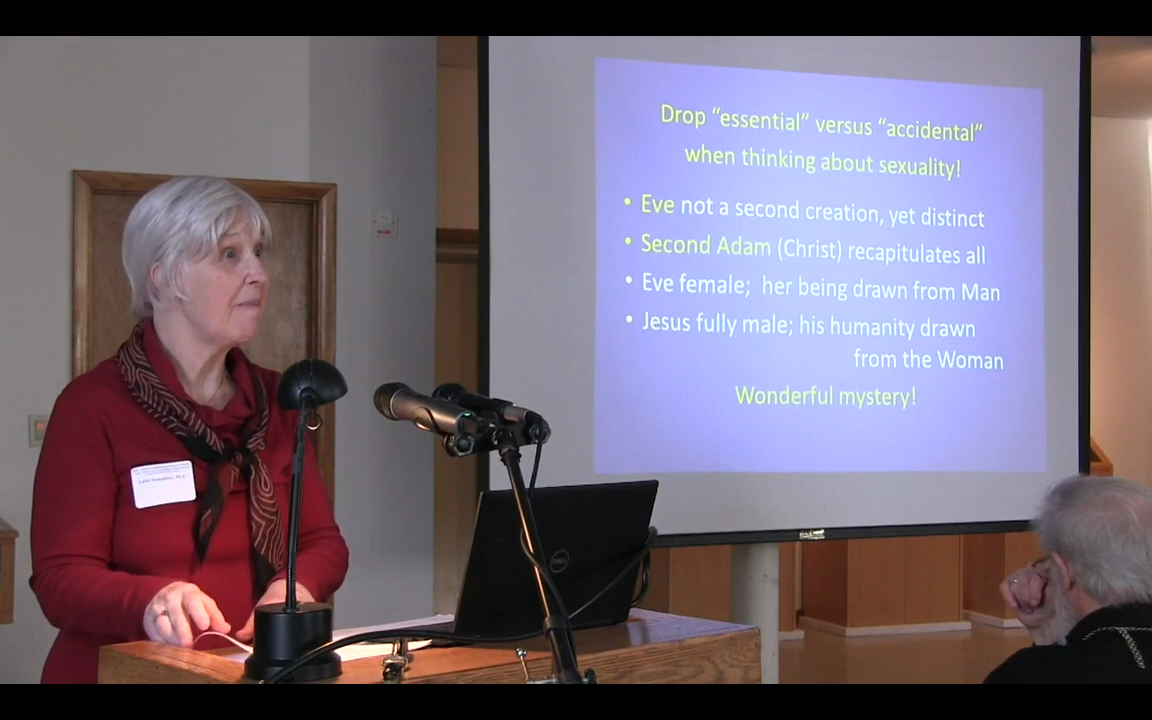 Drop “essential” versus “accidental”
when thinking about sexuality!
• Eve not a second creation, yet distinct
• Second Adam (Christ) recapitulates all
• Eve female; her being drawn from Man
• Jesus fully male; his humanity drawn
from the Woman
Wonderful mystery!
DELL